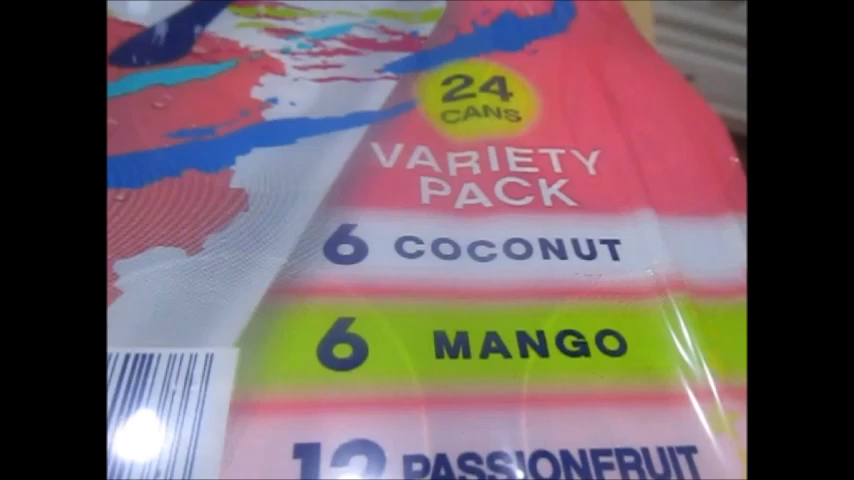 24
CANS
VARIETY
PACK
6 COCONUT
6 MANGO
12 PASSIONFRUIT